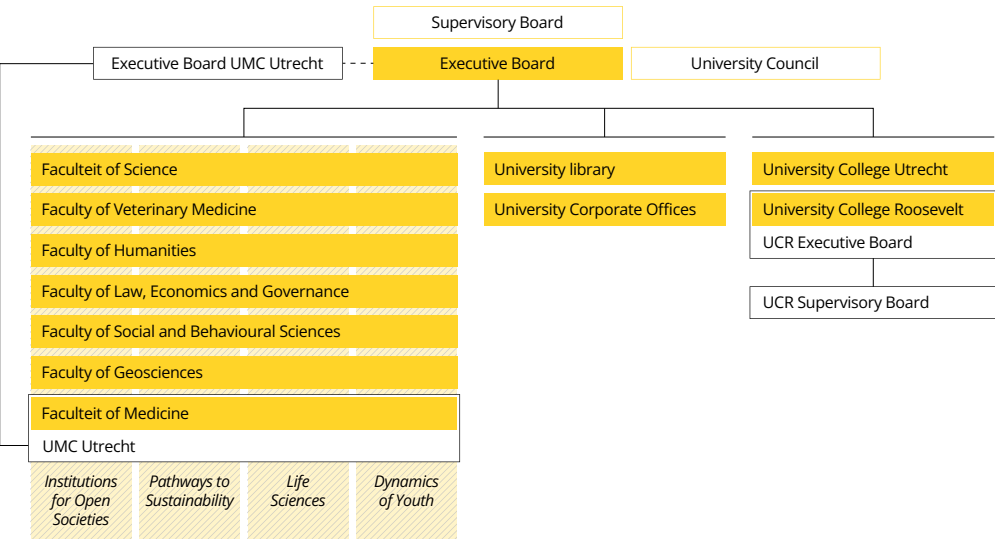 Supervisory Board
Executive Board UMC Utrecht
Executive Board
University Council
Faculteit of Science
Faculty of Veterinary Medicine
Faculty of Humanities
Faculty of Law, Economics and Governance
Faculty of Social and Behavioural Sciences
Faculty of Geosciences
Faculteit of Medicine
UMC Utrecht
Institutions
for Open
Societies
Pathways to
Sustainability
Life
Sciences
Dynamics
of Youth
University library
University Corporate Offices
University College Utrecht
University College Roosevelt
UCR Executive Board
UCR Supervisory Board